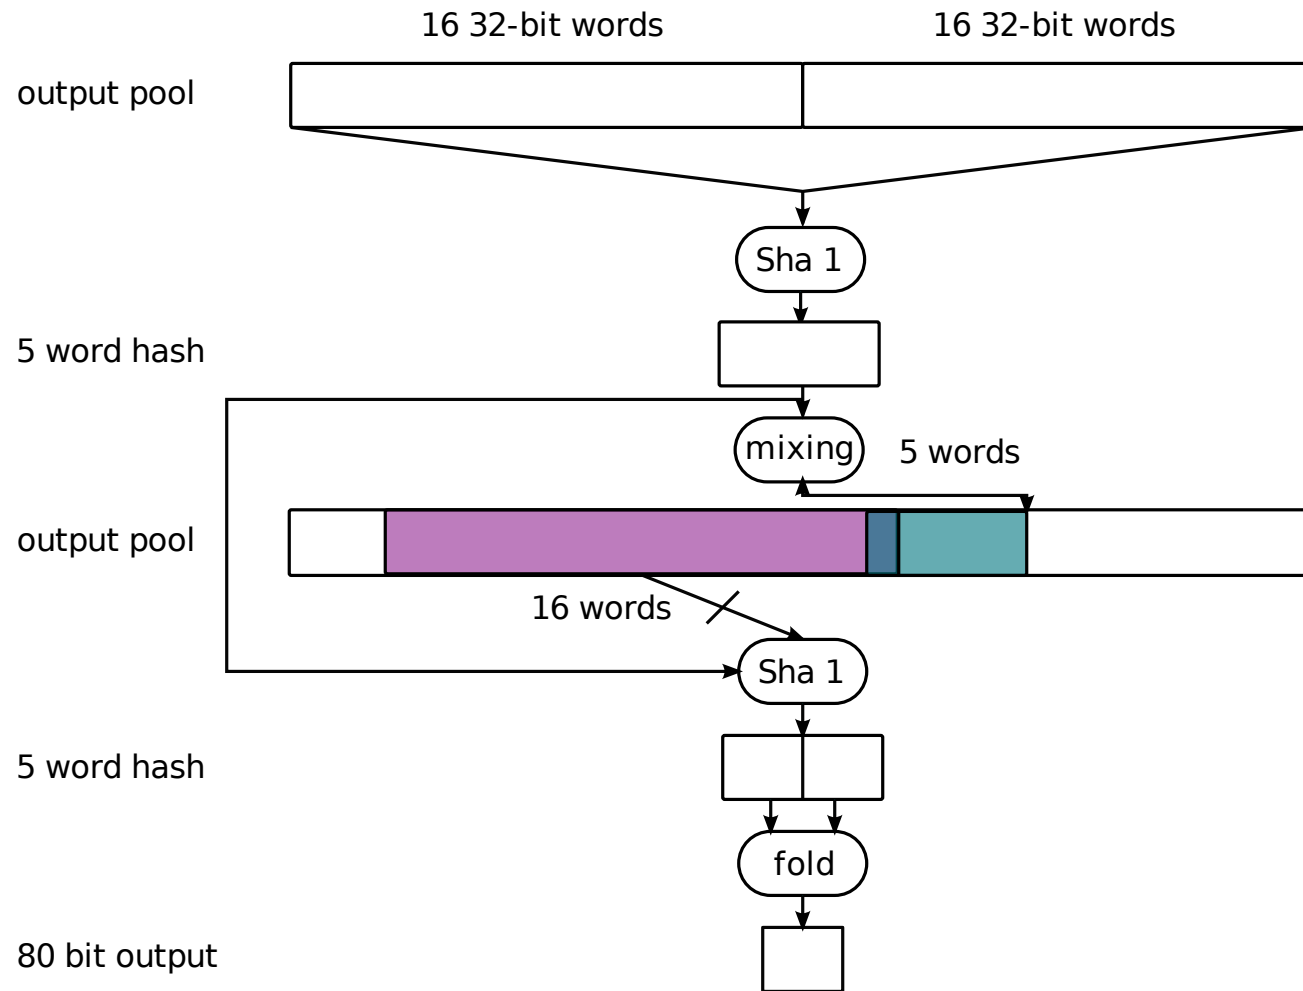 16 32-bit words
16 32-bit words
output pool
Sha 1
5 word hash
mixing
5 words
output pool
16 words
Sha 1
5 word hash
fold
80 bit output